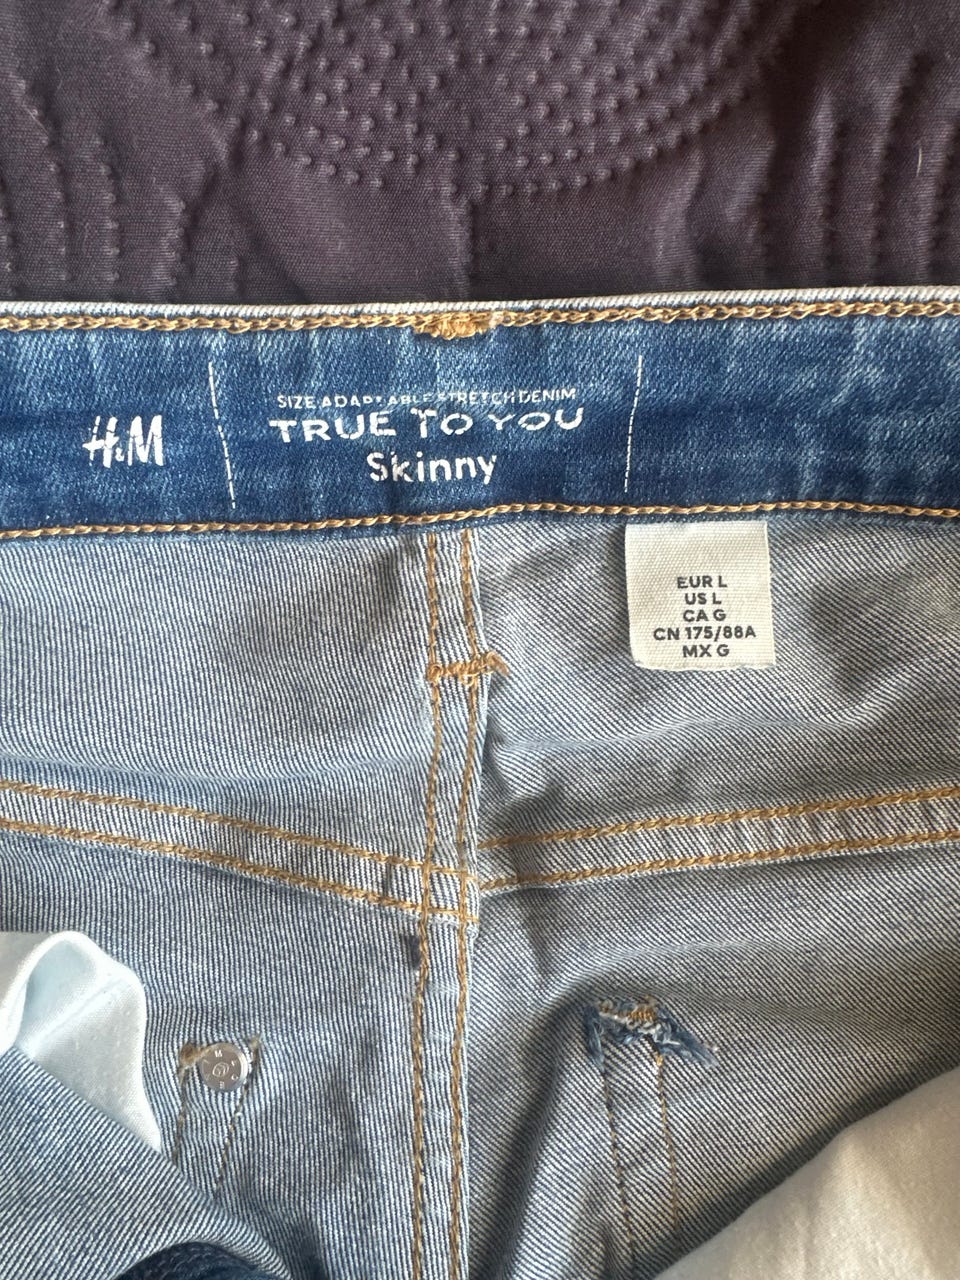 H&M
SIZE ADAPTABLE STRETCH DENIM
TRUE TO YOU
Skinny
EUR L
US L
CA G
CN 175/88A
MX G